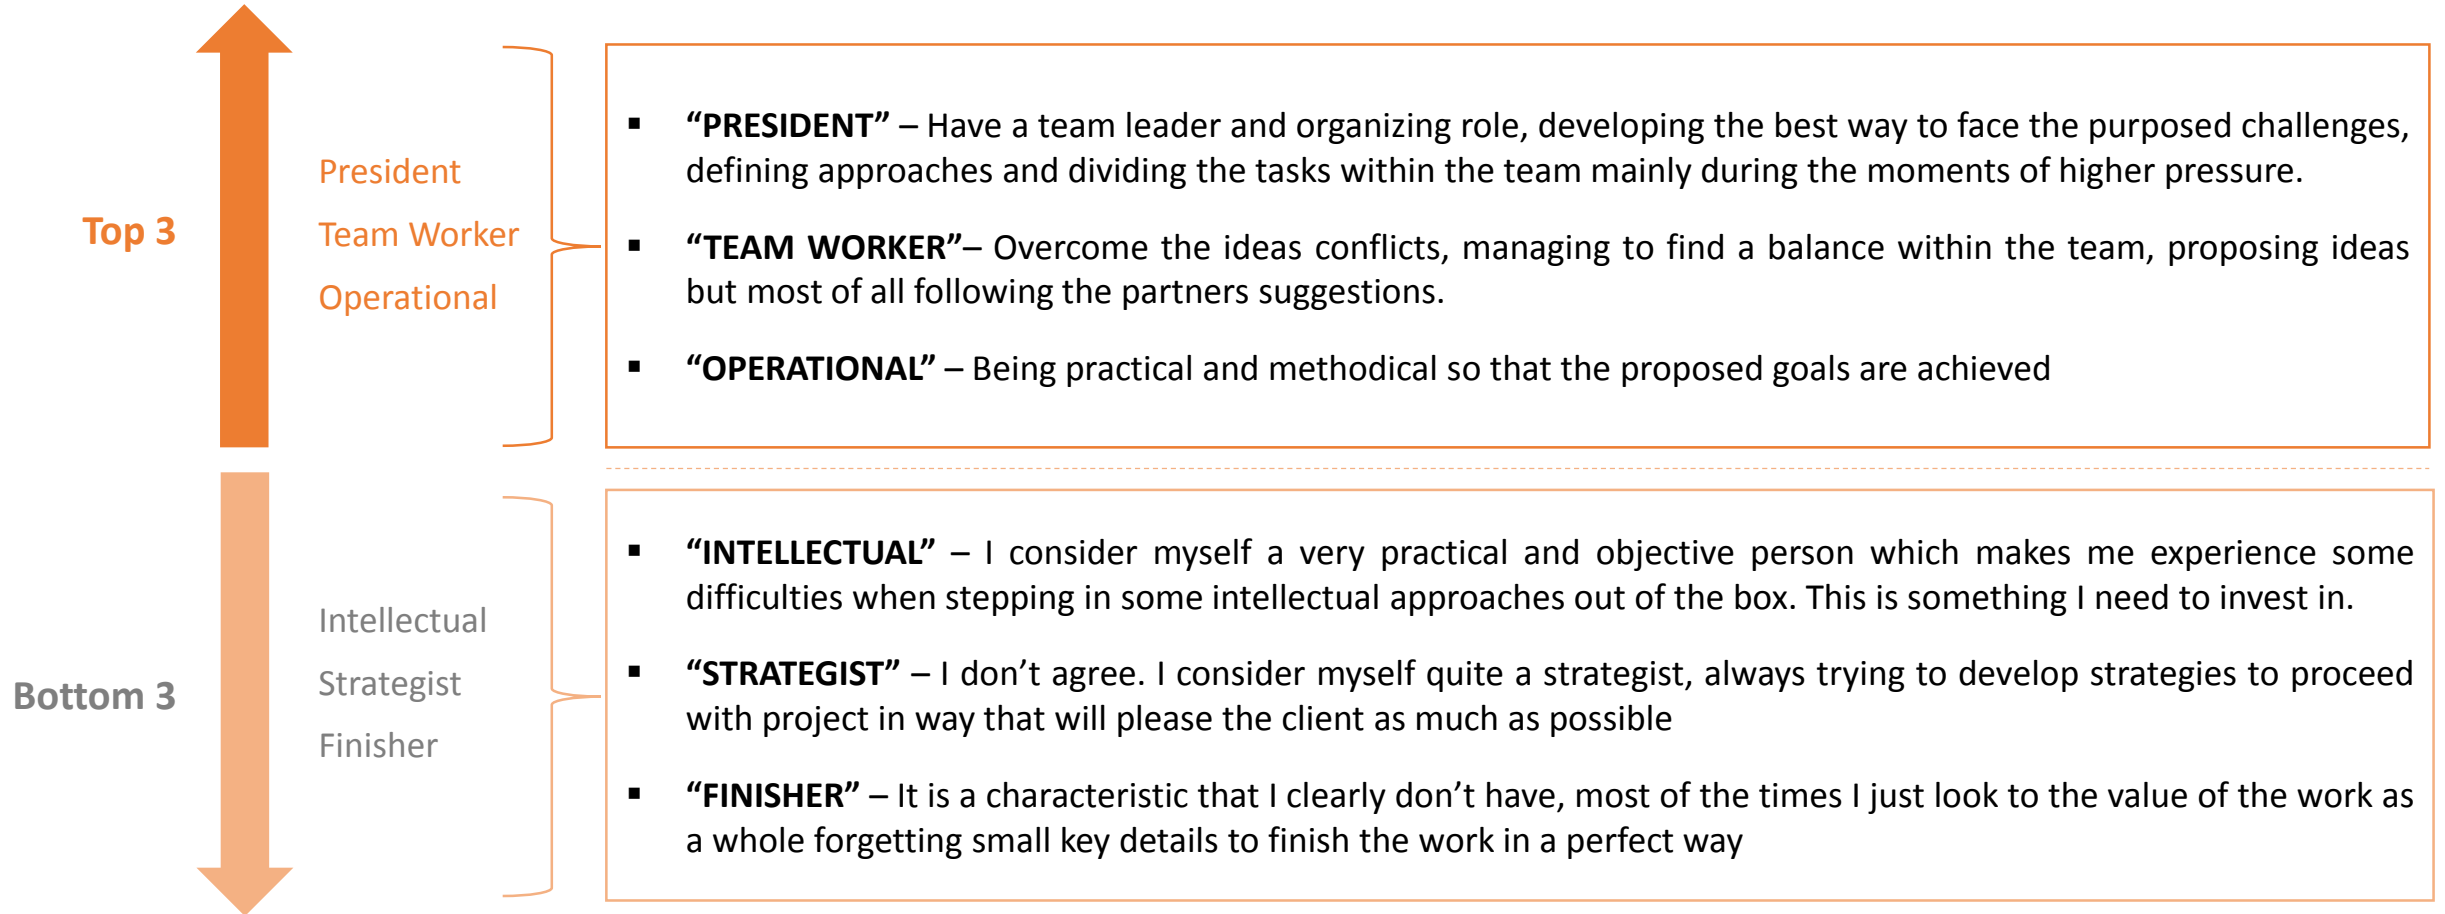 Top 3
President
Team Worker
Operational
▪ “PRESIDENT” – Have a team leader and organizing role, developing the best way to face the purposed challenges,
defining approaches and dividing the tasks within the team mainly during the moments of higher pressure.
▪ “TEAM WORKER”– Overcome the ideas conflicts, managing to find a balance within the team, proposing ideas
but most of all following the partners suggestions.
▪ “OPERATIONAL” – Being practical and methodical so that the proposed goals are achieved
Bottom 3
Intellectual
Strategist
Finisher
▪ “INTELLECTUAL” – I consider myself a very practical and objective person which makes me experience some
difficulties when stepping in some intellectual approaches out of the box. This is something I need to invest in.
▪ “STRATEGIST” – I don’t agree. I consider myself quite a strategist, always trying to develop strategies to proceed
with project in way that will please the client as much as possible
▪ “FINISHER” – It is a characteristic that I clearly don’t have, most of the times I just look to the value of the work as
a whole forgetting small key details to finish the work in a perfect way